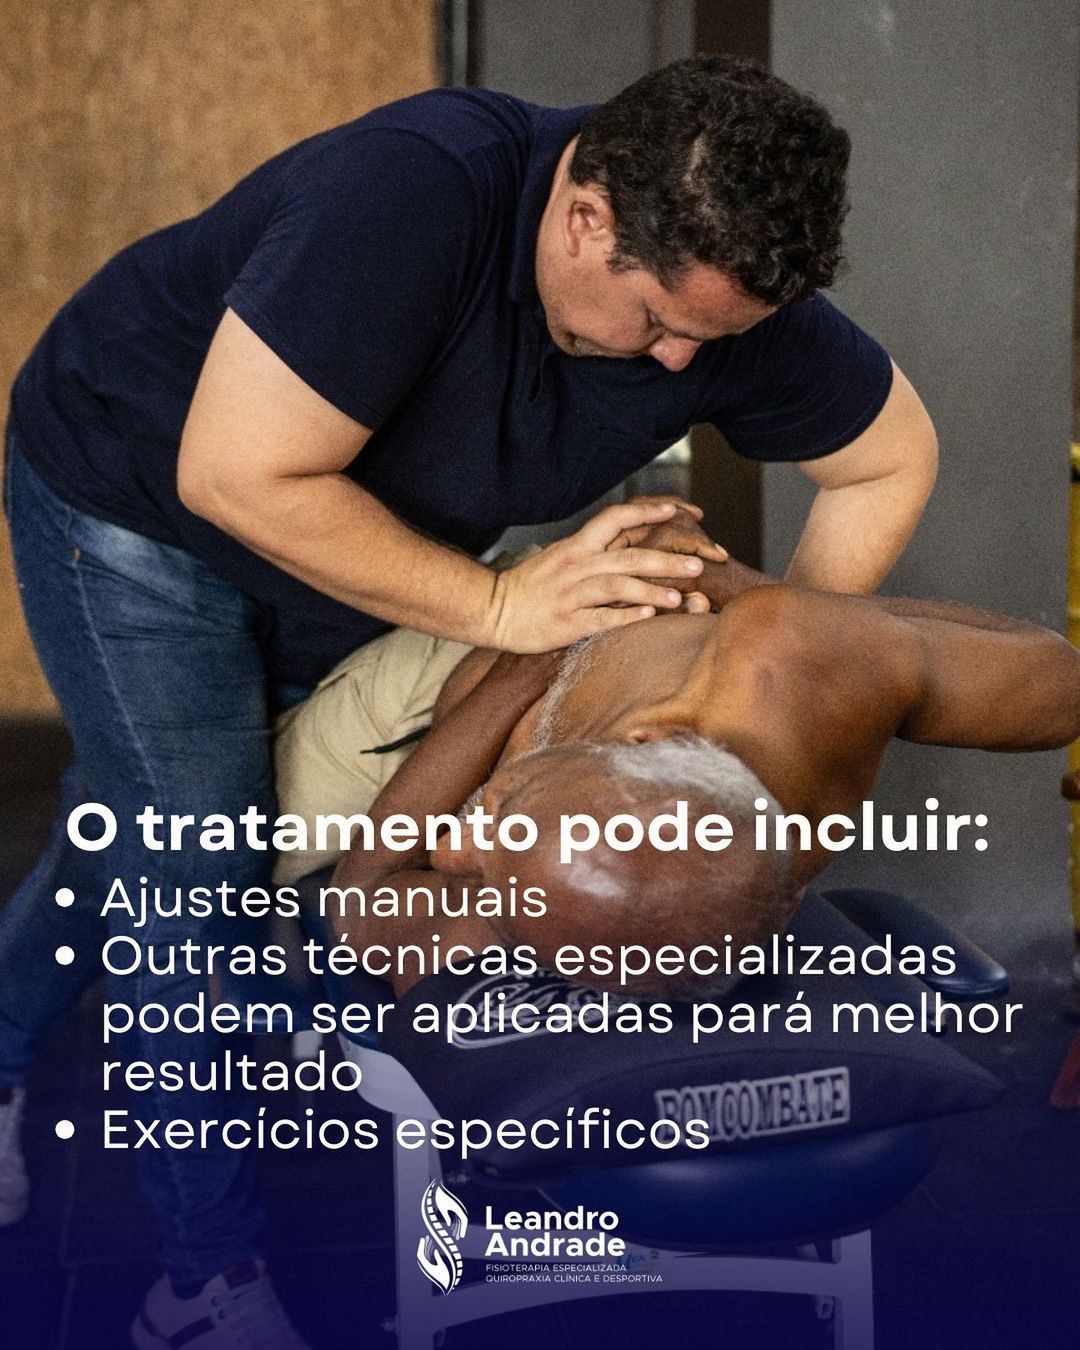 O tratamento pode incluir:
• Ajustes manuais
• Outras técnicas especializadas
podem ser aplicadas pará melhor
resultado
• Exercícios específicos
BOMCOMBATE
Leandro
Andrade
FISIOTERAPIA ESPECIALIZADA
QUIROPRAXIA CLÍNICA E DESPORTIVA